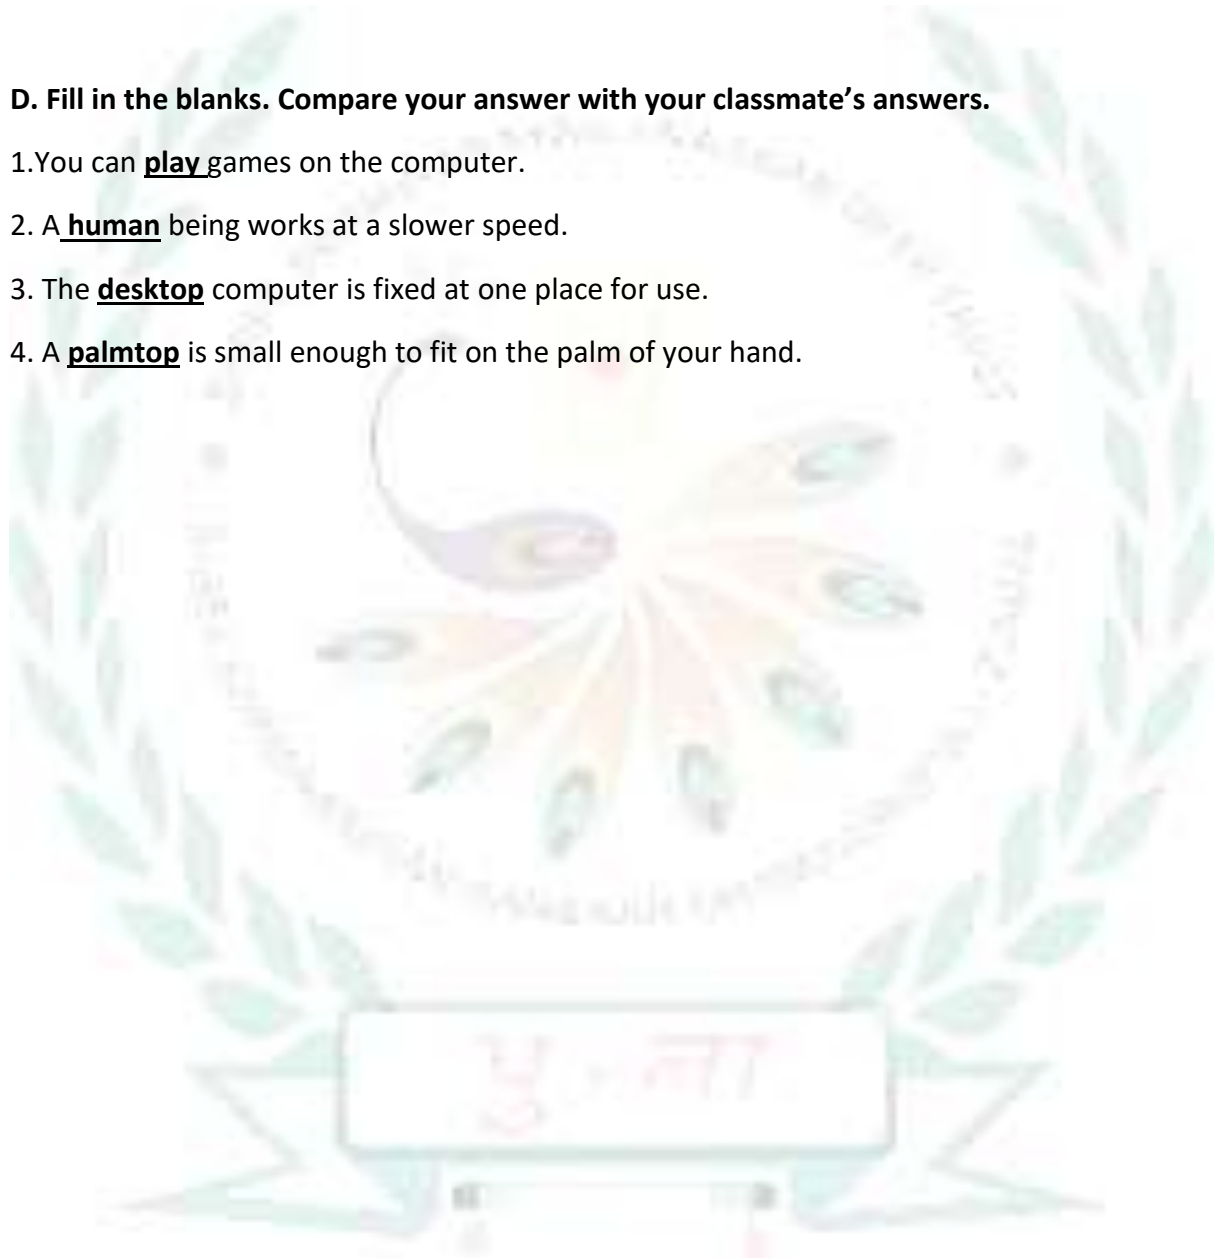 D. Fill in the blanks. Compare your answer with your classmate’s answers.
1.You can play games on the computer.
2. A human being works at a slower speed.
3. The desktop computer is fixed at one place for use.
4. A palmtop is small enough to fit on the palm of your hand.